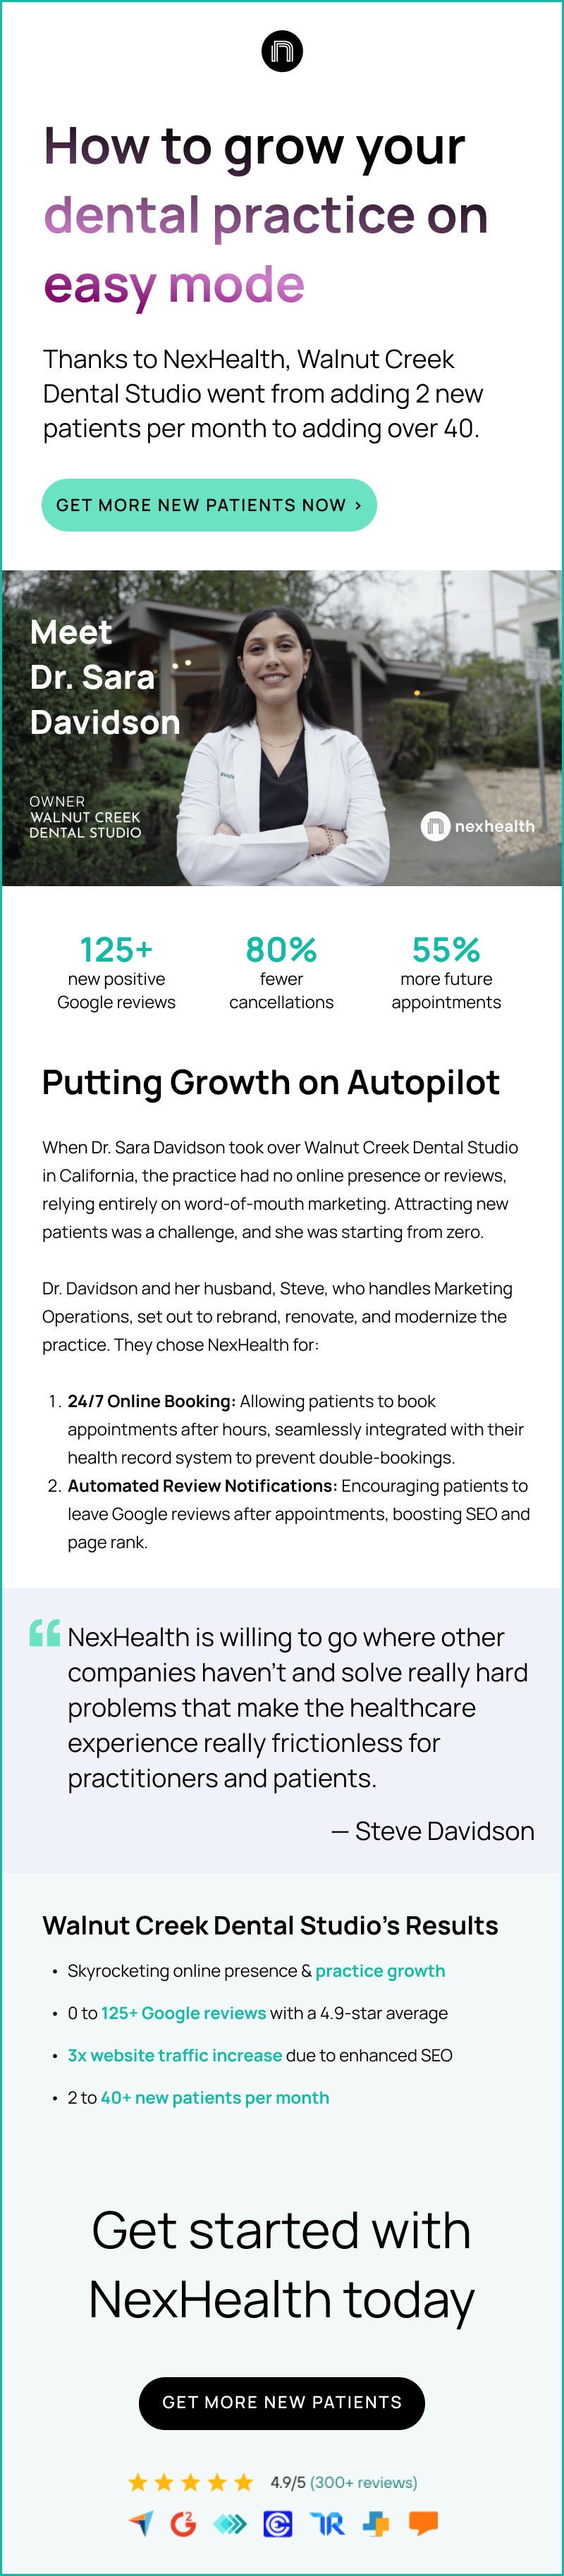 How to grow your
dental practice on
easy mode
Thanks to NexHealth, Walnut Creek
Dental Studio went from adding 2 new
patients per month to adding over 40.
GET MORE NEW PATIENTS NOW ›
Meet
Dr. Sara
Davidson
OWNER
WALNUT CREEK
DENTAL STUDIO
nexhealth
125+
new positive
Google reviews
80%
fewer
cancellations
55%
more future
appointments
Putting Growth on Autopilot
When Dr. Sara Davidson took over Walnut Creek Dental Studio
in California, the practice had no online presence or reviews,
relying entirely on word-of-mouth marketing. Attracting new
patients was a challenge, and she was starting from zero.
Dr. Davidson and her husband, Steve, who handles Marketing
Operations, set out to rebrand, renovate, and modernize the
practice. They chose NexHealth for:
1. 24/7 Online Booking: Allowing patients to book
appointments after hours, seamlessly integrated with their
health record system to prevent double-bookings.
2. Automated Review Notifications: Encouraging patients to
leave Google reviews after appointments, boosting SEO and
page rank.
“ NexHealth is willing to go where other
companies haven't and solve really hard
problems that make the healthcare
experience really frictionless for
practitioners and patients.
— Steve Davidson
Walnut Creek Dental Studio's Results
• Skyrocketing online presence & practice growth
• 0 to 125+ Google reviews with a 4.9-star average
• 3x website traffic increase due to enhanced SEO
• 2 to 40+ new patients per month
Get started with
NexHealth today
GET MORE NEW PATIENTS
4.9/5 (300+ reviews)